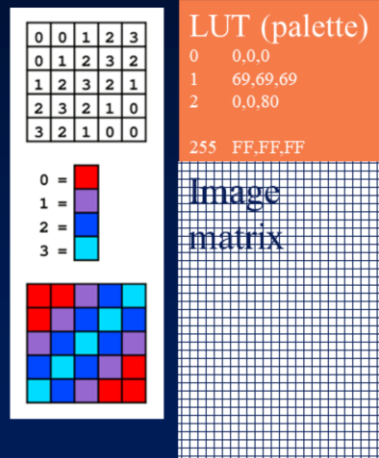 0 0 1 2 3
0 1 2 3 2
1 2 3 2 1
2 3 2 1 0
3 2 1 0 0
0 =
1 =
2 =
3 =
LUT (palette)
0 0,0,0
1 69,69,69
2 0,0,80
255 FF,FF,FF
Image
matrix